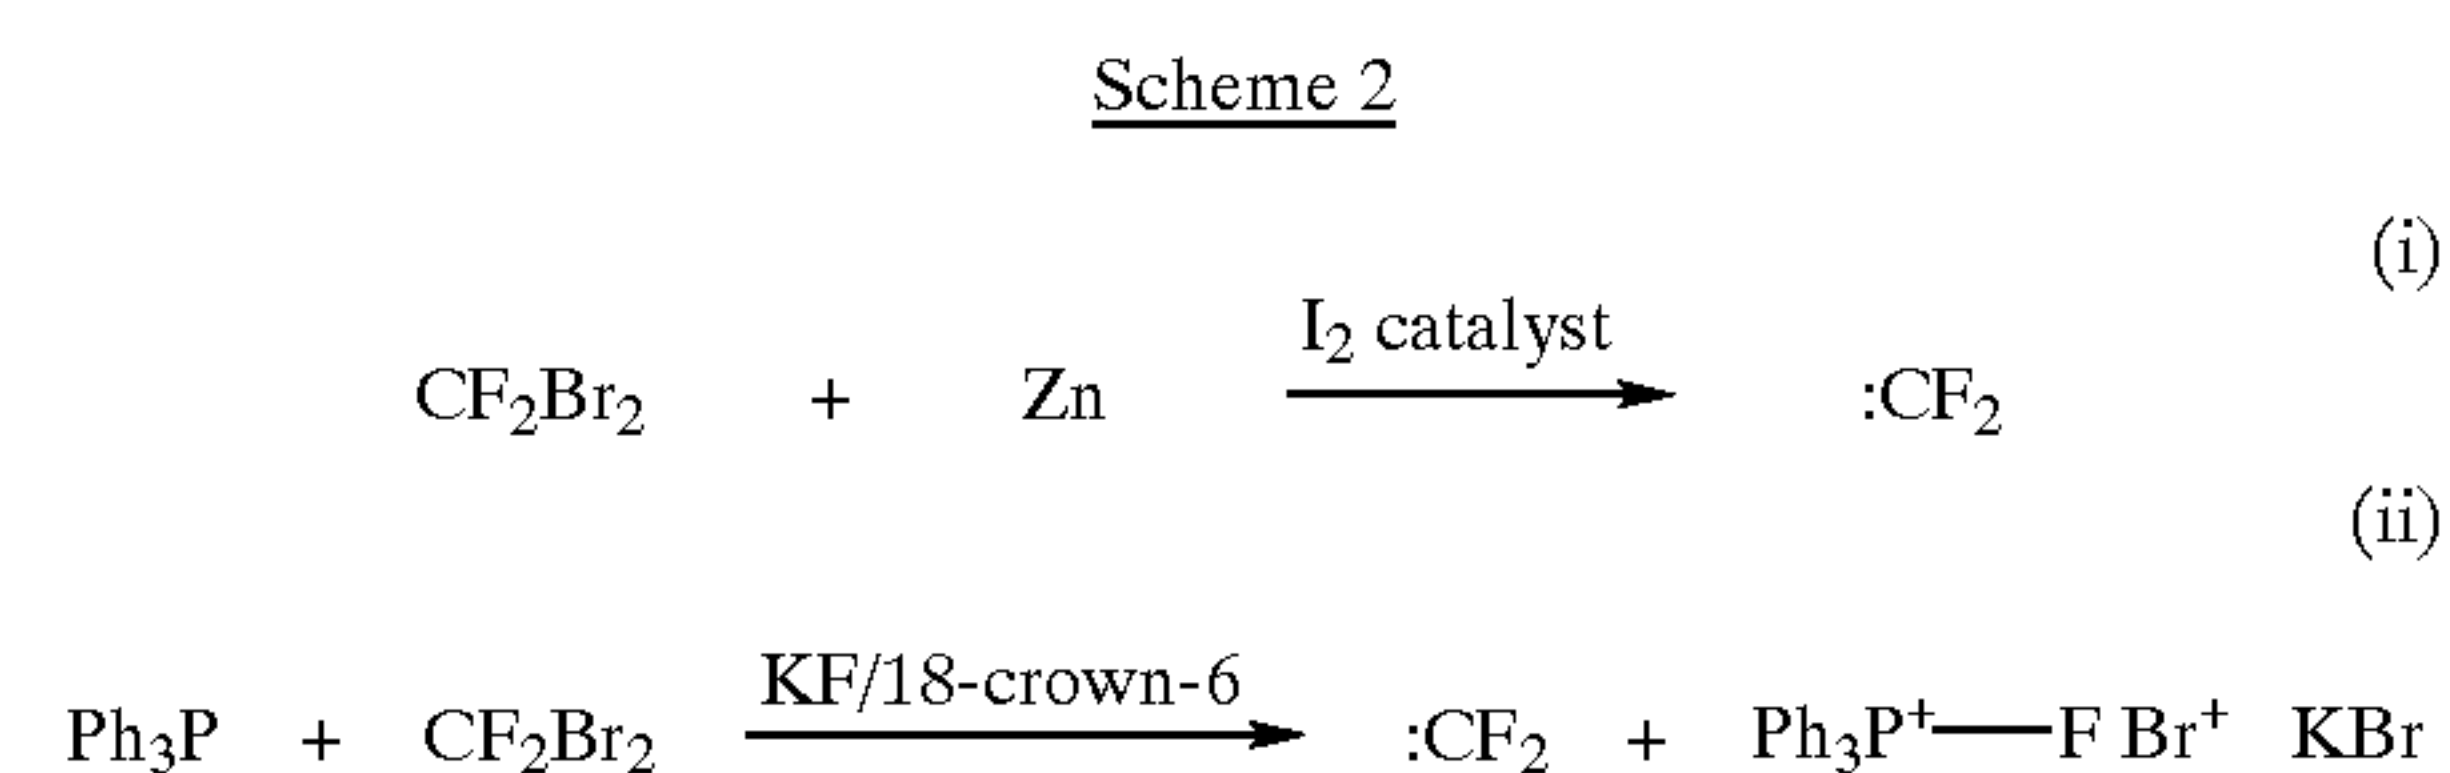 Scheme 2
(i)
CF₂Br₂ + Zn I₂ catalyst :CF₂
(ii)
Ph₃P + CF₂Br₂ KF/18-crown-6 :CF₂ + Ph₃P⁺—F Br⁺ KBr